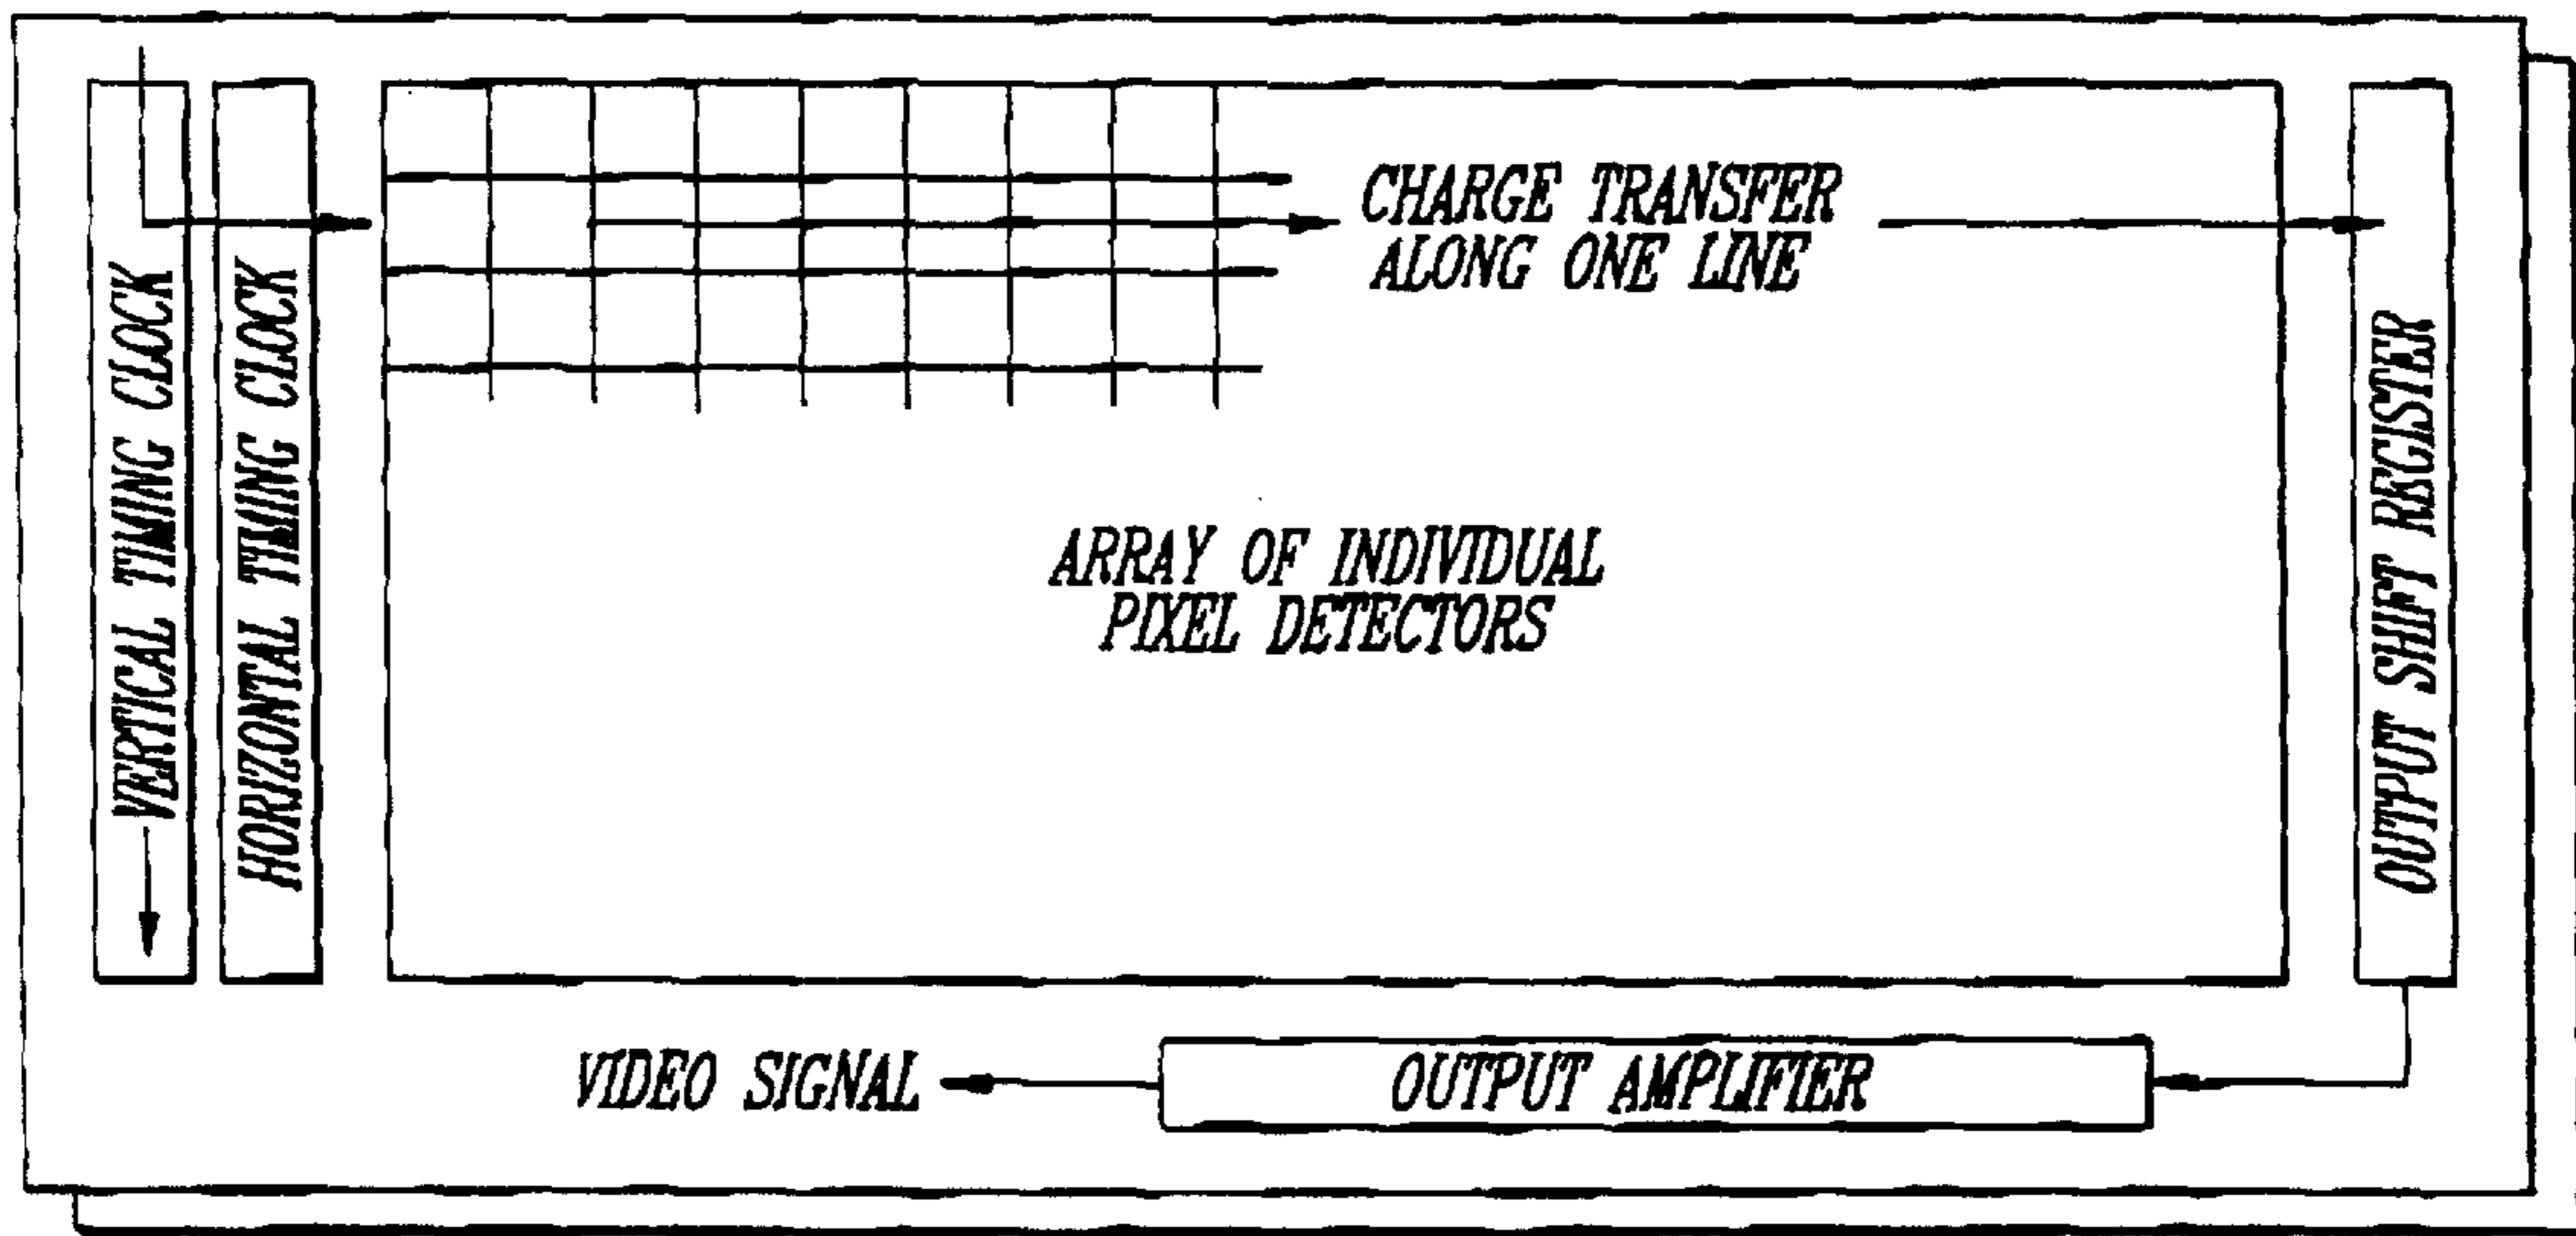 VERTICAL TIMING CLOCK
HORIZONTAL TIMING CLOCK
CHARGE TRANSFER
ALONG ONE LINE
ARRAY OF INDIVIDUAL
PIXEL DETECTORS
OUTPUT SHIFT REGISTER
VIDEO SIGNAL
OUTPUT AMPLIFIER